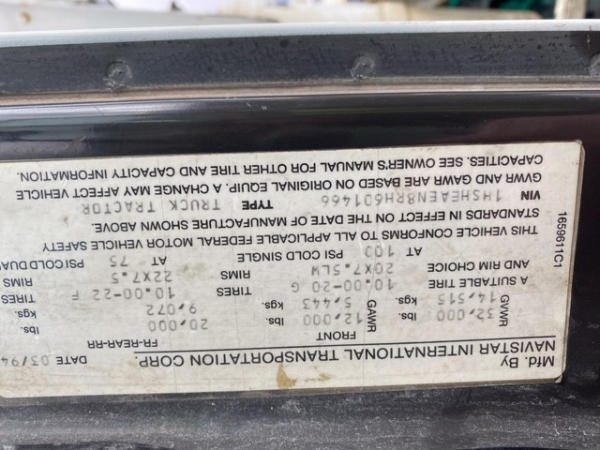 Mfd. By
NAVISTAR INTERNATIONAL TRANSPORTATION CORP. DATE 03/94
FRONT FR-REAR-RR
GVWR GAWR
32,000 lbs. 12,000 lbs. 20,000
14,515 kgs. 5,443 kgs. 9,072
A SUITABLE TIRE 10.00-20 G TIRES 10.00-22 F TIRES
AND RIM CHOICE 20X7.5LW RIMS 22X7.5 RIMS
AT 100 PSI COLD SINGLE AT 75 PSI COLD DUAL
THIS VEHICLE CONFORMS TO ALL APPLICABLE FEDERAL MOTOR VEHICLE SAFETY
STANDARDS IN EFFECT ON THE DATE OF MANUFACTURE SHOWN ABOVE.
VIN 1HSHEAEN8RH601466 TYPE TRUCK TRACTOR
GVWR AND GAWR ARE BASED ON ORIGINAL EQUIP. A CHANGE MAY AFFECT VEHICLE
CAPACITIES. SEE OWNER'S MANUAL FOR OTHER TIRE AND CAPACITY INFORMATION.
1659611C1